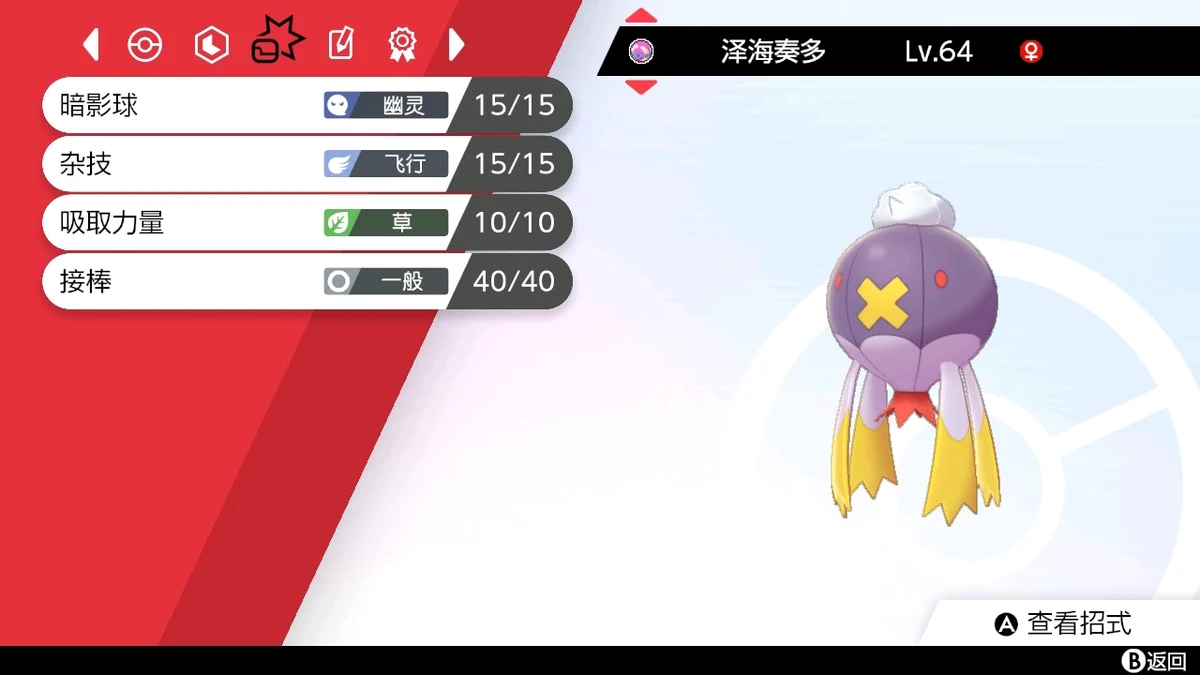 泽海奏多 Lv.64 ♀
暗影球 幽灵 15/15
杂技 飞行 15/15
吸取力量 草 10/10
接棒 一般 40/40
A 查看招式
B 返回